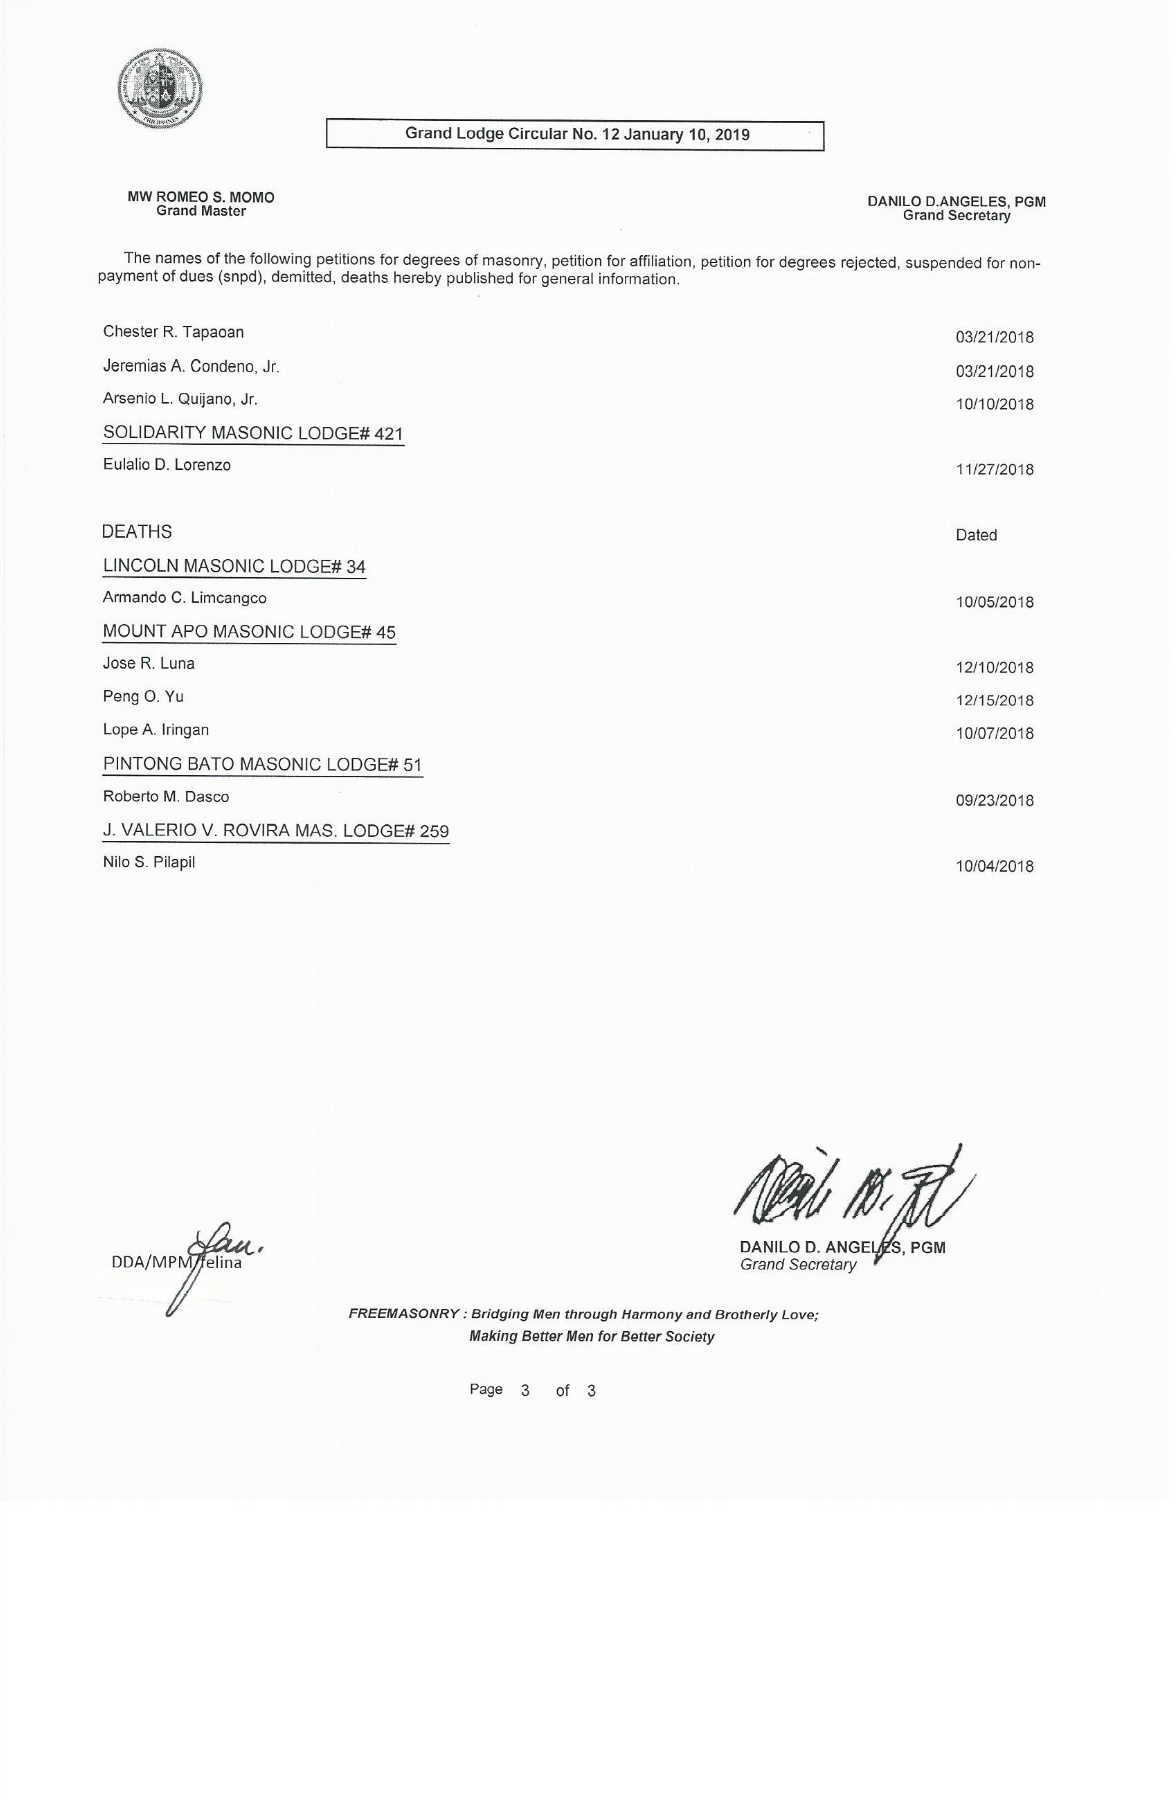 PHILIPPINES
Grand Lodge Circular No. 12 January 10, 2019
MW ROMEO S. MOMO
Grand Master
DANILO D.ANGELES, PGM
Grand Secretary
The names of the following petitions for degrees of masonry, petition for affiliation, petition for degrees rejected, suspended for non-
payment of dues (snpd), demitted, deaths hereby published for general information.
Chester R. Tapaoan 03/21/2018
Jeremias A. Condeno, Jr. 03/21/2018
Arsenio L. Quijano, Jr. 10/10/2018
SOLIDARITY MASONIC LODGE# 421
Eulalio D. Lorenzo 11/27/2018
DEATHS Dated
LINCOLN MASONIC LODGE# 34
Armando C. Limcangco 10/05/2018
MOUNT APO MASONIC LODGE# 45
Jose R. Luna 12/10/2018
Peng O. Yu 12/15/2018
Lope A. Iringan 10/07/2018
PINTONG BATO MASONIC LODGE# 51
Roberto M. Dasco 09/23/2018
J. VALERIO V. ROVIRA MAS. LODGE# 259
Nilo S. Pilapil 10/04/2018
DANILO D. ANGELES, PGM
Grand Secretary
DDA/MPM/felina
FREEMASONRY : Bridging Men through Harmony and Brotherly Love;
Making Better Men for Better Society
Page 3 of 3